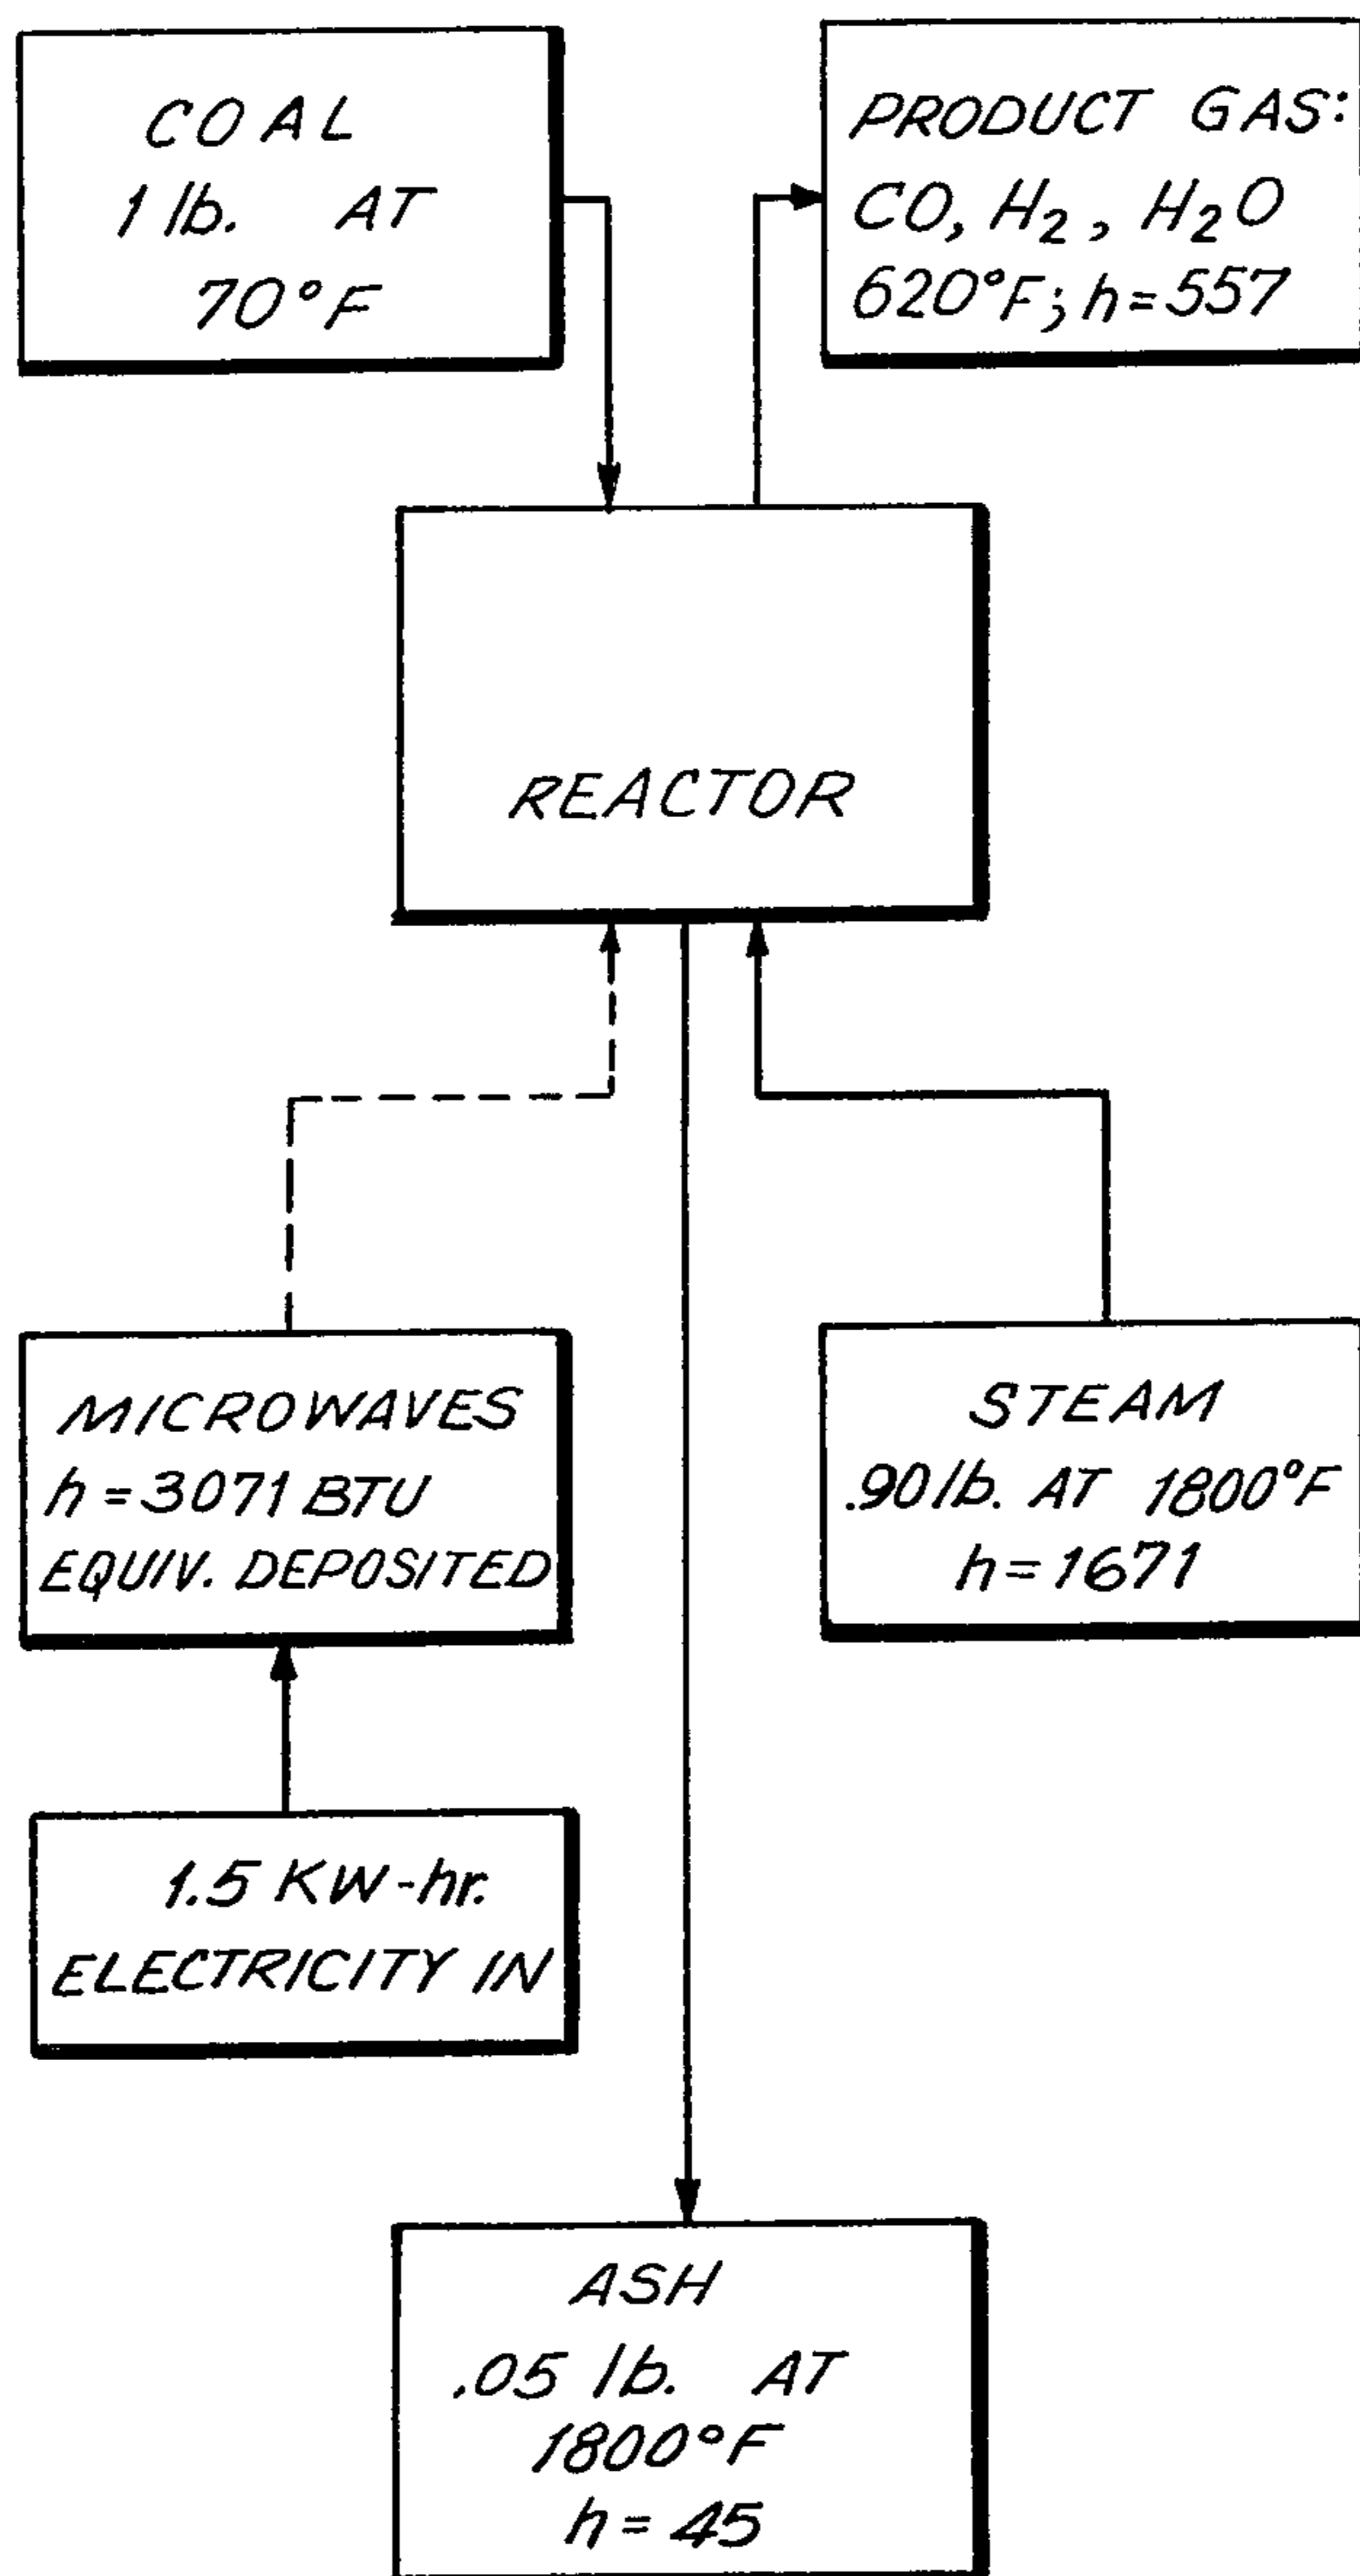 COAL
1 lb. AT
70°F
PRODUCT GAS:
CO, H₂, H₂O
620°F; h=557
REACTOR
MICROWAVES
h=3071 BTU
EQUIV. DEPOSITED
STEAM
.90 lb. AT 1800°F
h=1671
1.5 KW-hr.
ELECTRICITY IN
ASH
.05 lb. AT
1800°F
h=45